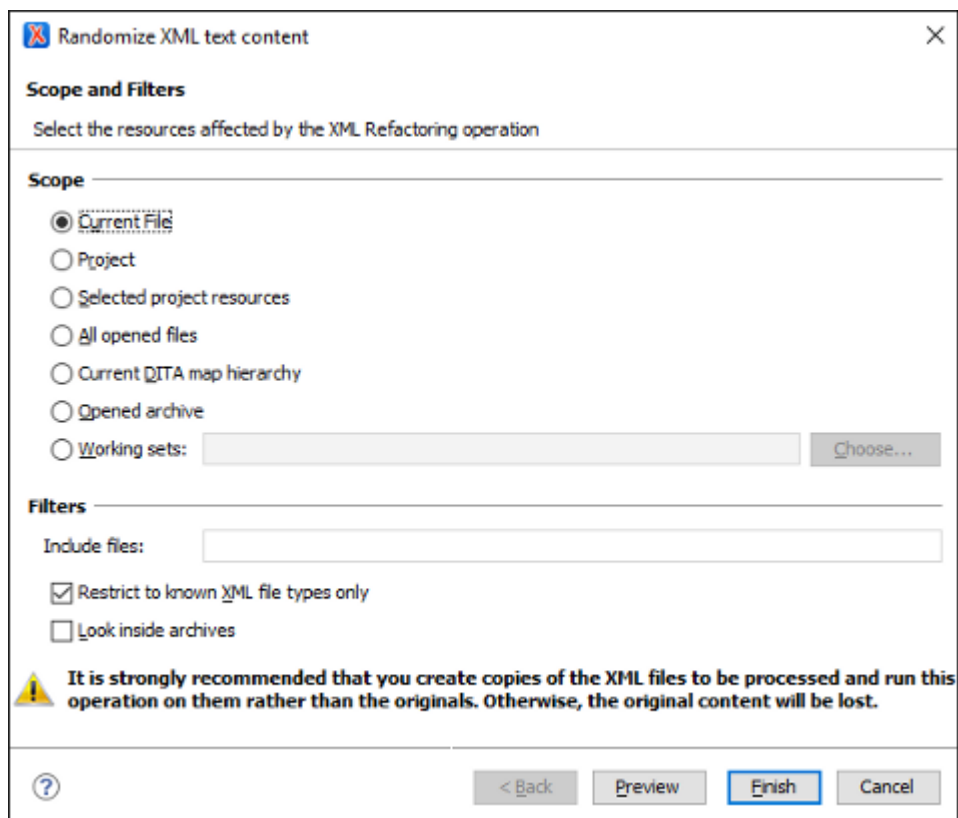 Randomize XML text content
Scope and Filters
Select the resources affected by the XML Refactoring operation
Scope
Current File
Project
Selected project resources
All opened files
Current DITA map hierarchy
Opened archive
Working sets: Choose...
Filters
Include files:
Restrict to known XML file types only
Look inside archives
It is strongly recommended that you create copies of the XML files to be processed and run this
operation on them rather than the originals. Otherwise, the original content will be lost.
? < Back Preview Finish Cancel